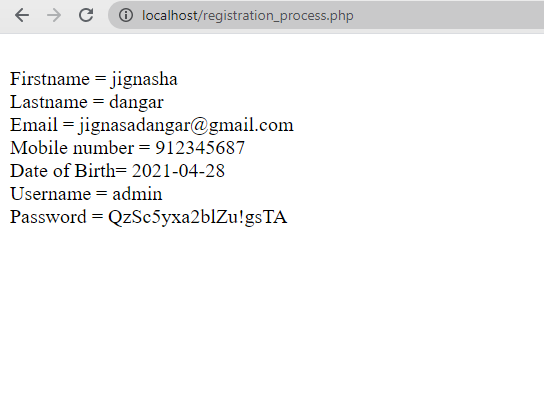 localhost/registration_process.php
Firstname = jignasha
Lastname = dangar
Email = jignasadangar@gmail.com
Mobile number = 912345687
Date of Birth= 2021-04-28
Username = admin
Password = QzSc5yxa2blZu!gsTA